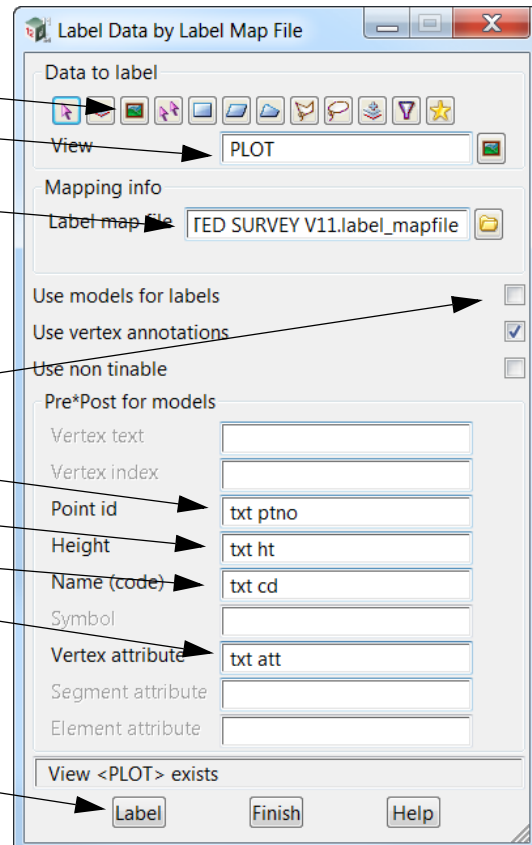 Label Data by Label Map File
Data to label
View PLOT
Mapping info
Label map file TED SURVEY V11.label_mapfile
Use models for labels
Use vertex annotations
Use non tinable
Pre*Post for models
Vertex text
Vertex index
Point id txt ptno
Height txt ht
Name (code) txt cd
Symbol
Vertex attribute txt att
Segment attribute
Element attribute
View <PLOT> exists
Label Finish Help